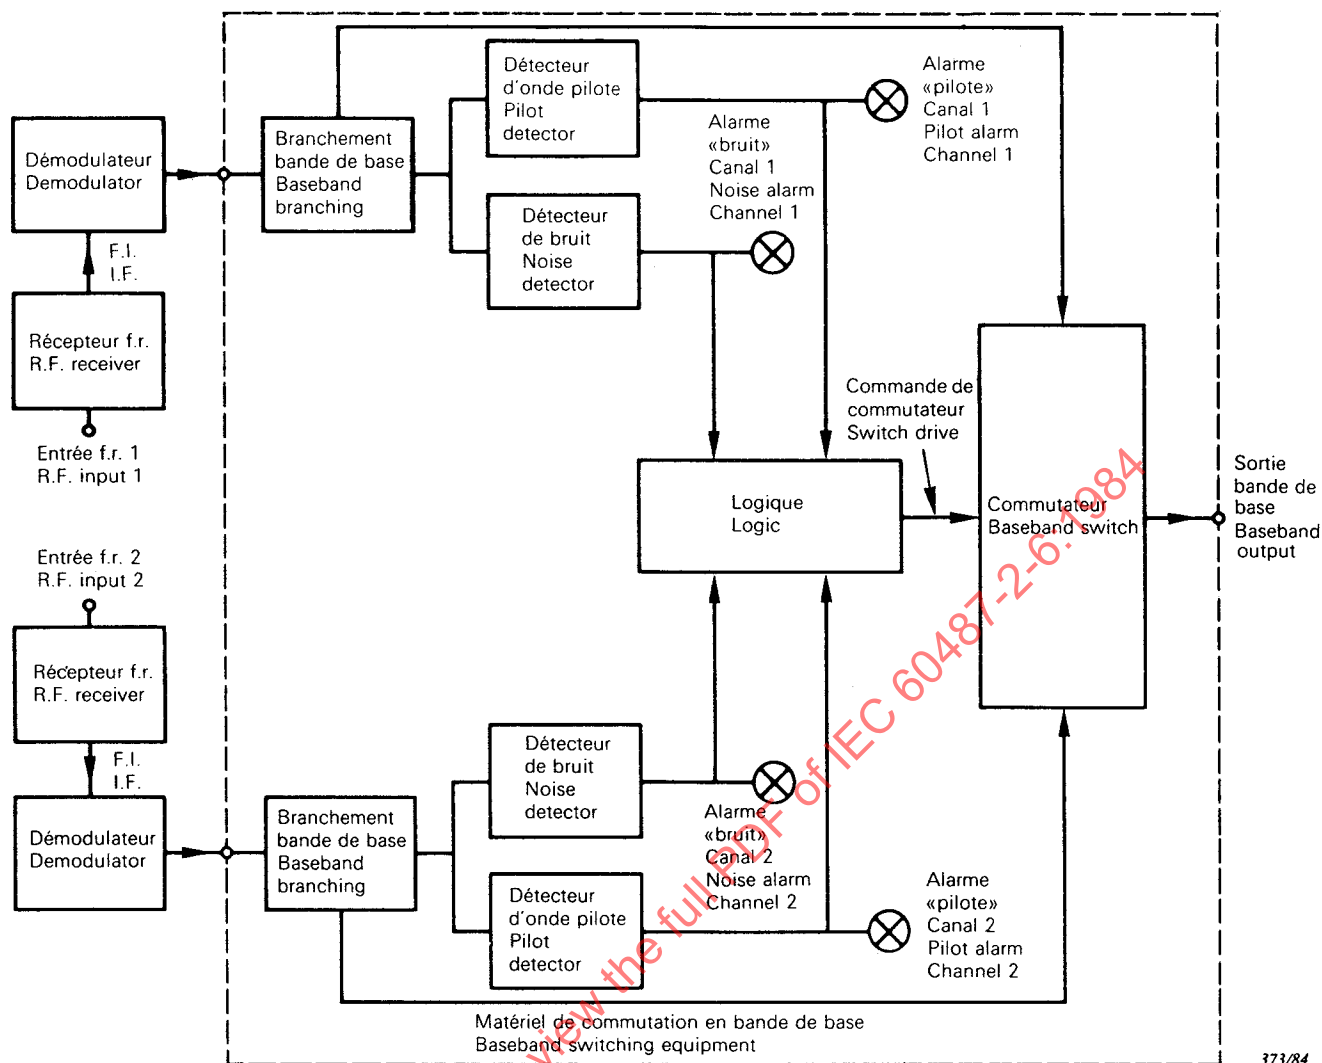 Détecteur
d'onde pilote
Pilot
detector
Alarme
«pilote»
Canal 1
Pilot alarm
Channel 1
Alarme
«bruit»
Canal 1
Noise alarm
Channel 1
Démodulateur
Demodulator
Branchement
bande de base
Baseband
branching
Détecteur
de bruit
Noise
detector
F.I.
I.F.
Récepteur f.r.
R.F. receiver
Entrée f.r. 1
R.F. input 1
Commande de
commutateur
Switch drive
Logique
Logic
Commutateur
Baseband switch
Sortie
bande de
base
Baseband
output
Entrée f.r. 2
R.F. input 2
Récepteur f.r.
R.F. receiver
F.I.
I.F.
Démodulateur
Demodulator
Branchement
bande de base
Baseband
branching
Détecteur
de bruit
Noise
detector
Alarme
«bruit»
Canal 2
Noise alarm
Channel 2
Détecteur
d'onde pilote
Pilot
detector
Alarme
«pilote»
Canal 2
Pilot alarm
Channel 2
Matériel de commutation en bande de base
Baseband switching equipment
373/84
view the full PDF of IEC 60487-2-6:1984